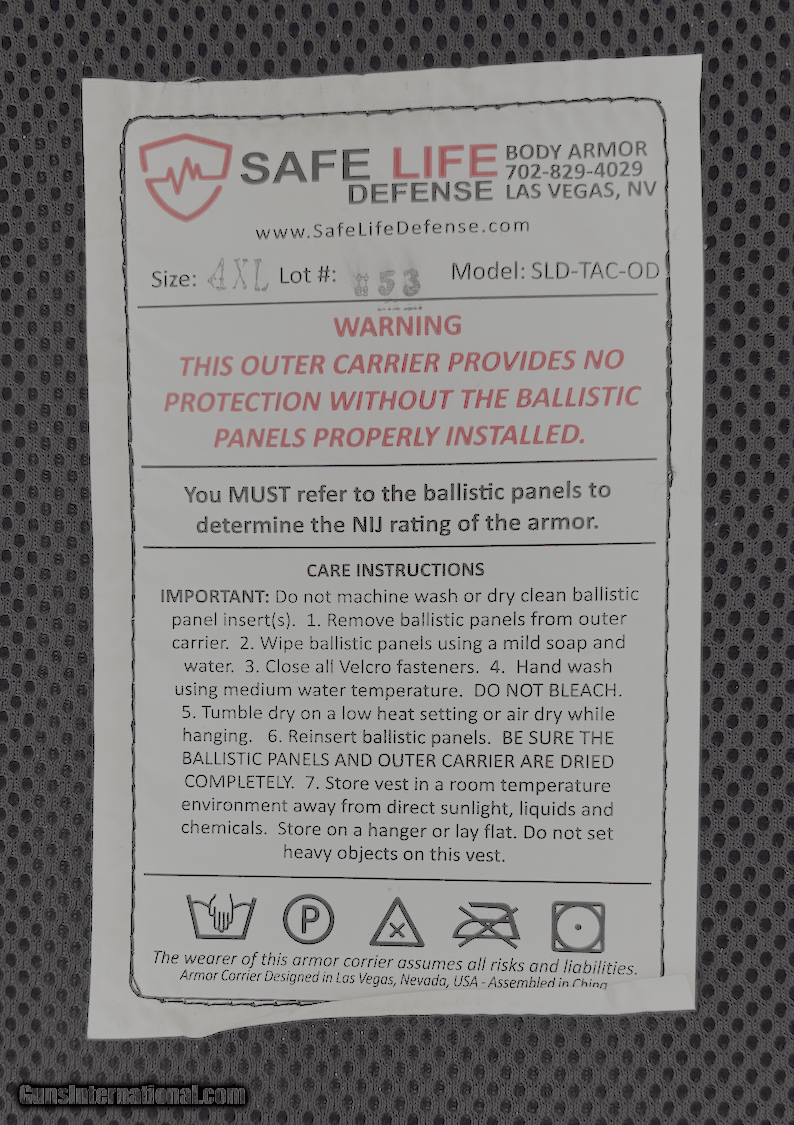 SAFE LIFE
DEFENSE
BODY ARMOR
702-829-4029
LAS VEGAS, NV
www.SafeLifeDefense.com
Size: 4XL Lot #: #53 Model: SLD-TAC-OD
WARNING
THIS OUTER CARRIER PROVIDES NO
PROTECTION WITHOUT THE BALLISTIC
PANELS PROPERLY INSTALLED.
You MUST refer to the ballistic panels to
determine the NIJ rating of the armor.
CARE INSTRUCTIONS
IMPORTANT: Do not machine wash or dry clean ballistic
panel insert(s). 1. Remove ballistic panels from outer
carrier. 2. Wipe ballistic panels using a mild soap and
water. 3. Close all Velcro fasteners. 4. Hand wash
using medium water temperature. DO NOT BLEACH.
5. Tumble dry on a low heat setting or air dry while
hanging. 6. Reinsert ballistic panels. BE SURE THE
BALLISTIC PANELS AND OUTER CARRIER ARE DRIED
COMPLETELY. 7. Store vest in a room temperature
environment away from direct sunlight, liquids and
chemicals. Store on a hanger or lay flat. Do not set
heavy objects on this vest.
P
The wearer of this armor carrier assumes all risks and liabilities.
Armor Carrier Designed in Las Vegas, Nevada, USA - Assembled in China
GunsInternational.com